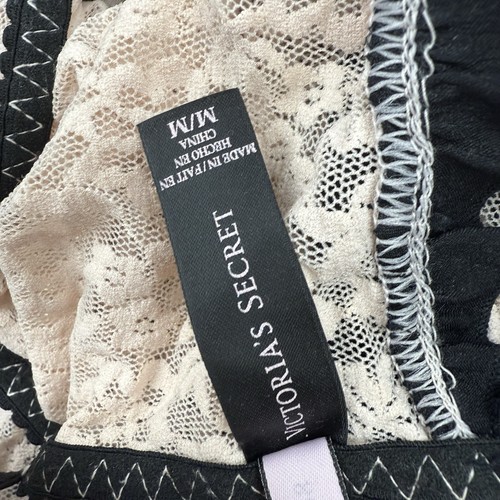 VICTORIA'S SECRET
MADE IN/FAIT EN
HECHO EN
CHINA
M/M